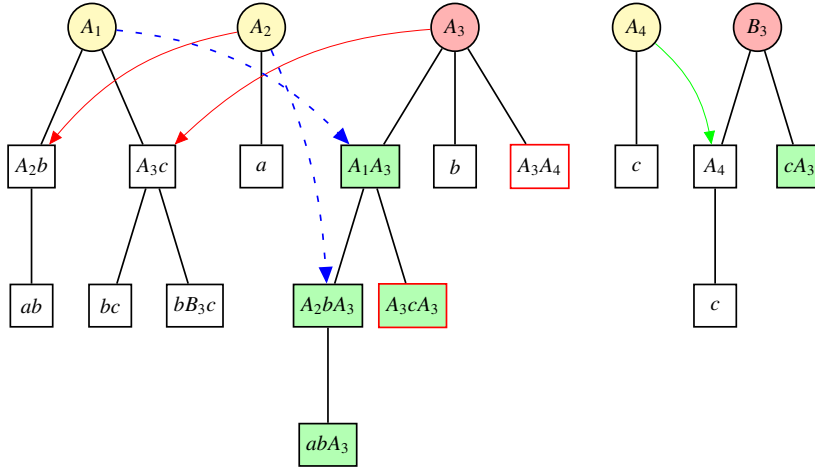 A₁ A₂ A₃ A₄ B₃
A₂b A₃c a A₁A₃ b A₃A₄ c A₄ cA₃
ab bc bB₃c A₂bA₃ A₃cA₃ c
abA₃